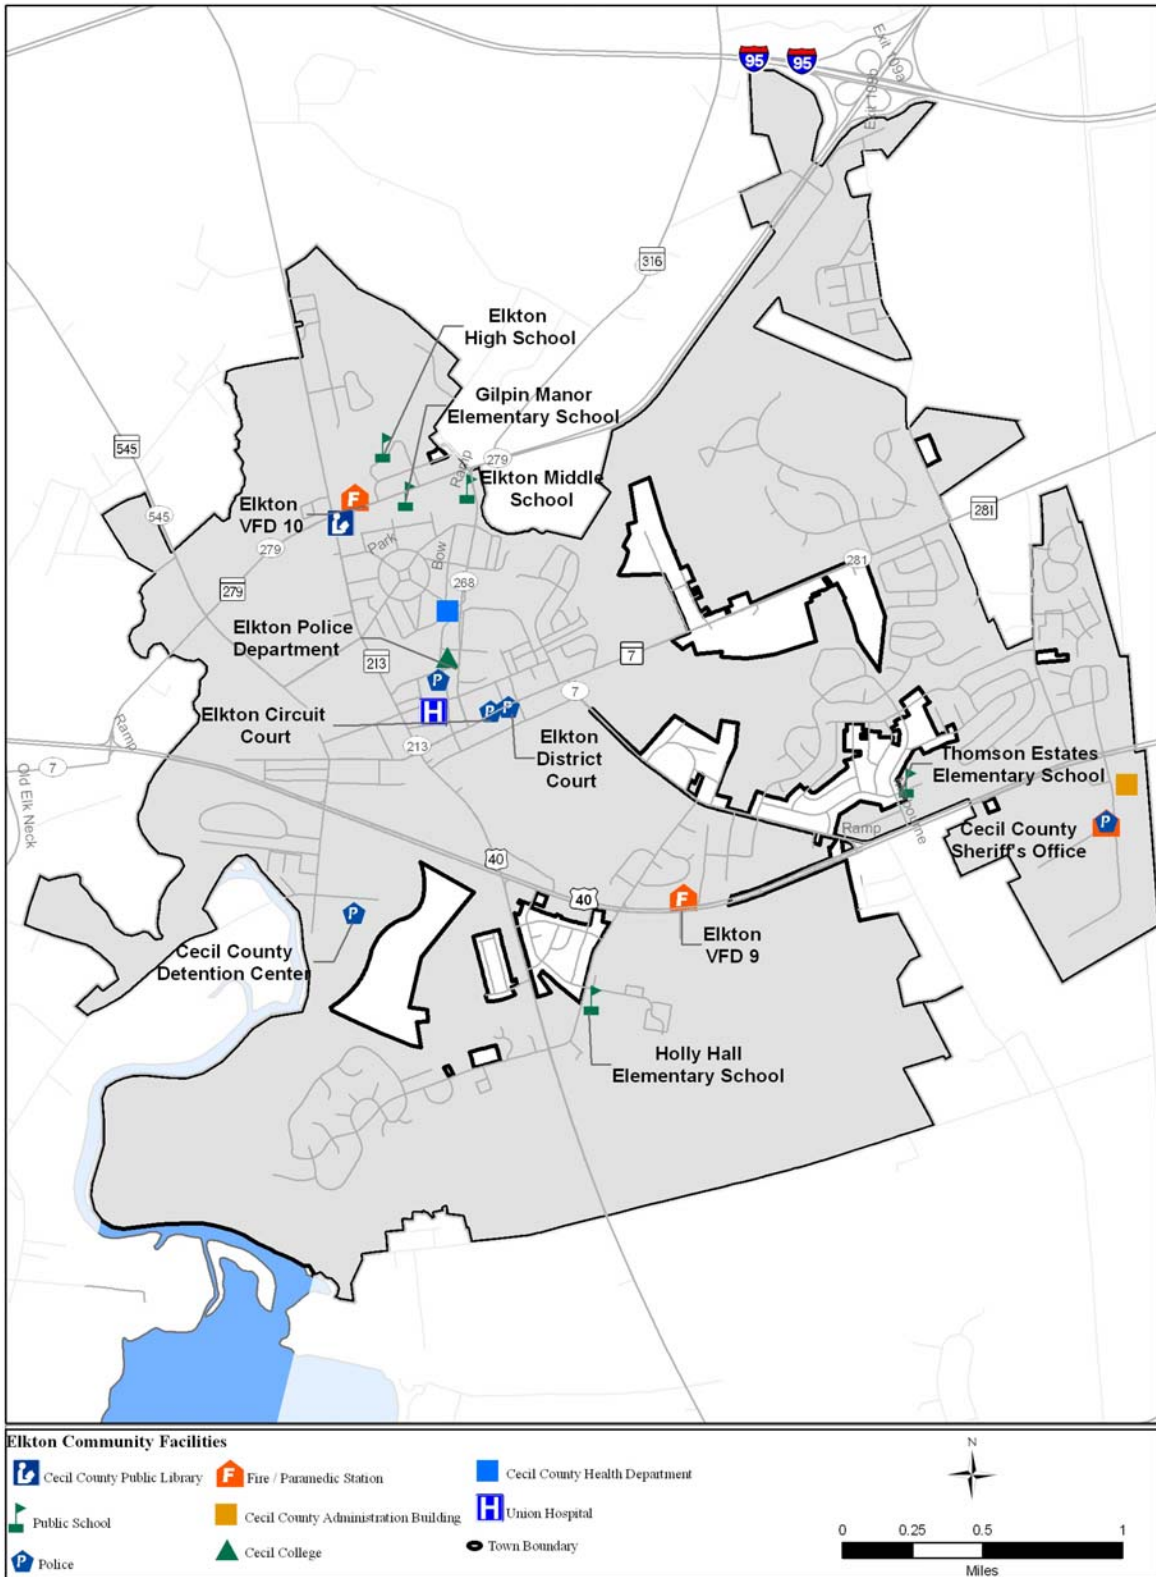 95
95
Exit 109a
Exit 109b
316
Elkton
High School
Gilpin Manor
Elementary School
545
279
Ramp
Elkton Middle
School
Elkton
VFD 10
F
545
281
279
Park
Bow
281
279
268
Elkton Police
Department
213
7
P
7
Elkton Circuit
Court
H
P
P
213
Elkton
District
Court
Ramp
7
Old Elk Neck
Thomson Estates
Elementary School
Ramp
Cecil County
Sheriff's Office
P
40
40
F
Elkton
VFD 9
P
Cecil County
Detention Center
Holly Hall
Elementary School
Elkton Community Facilities
Cecil County Public Library
F Fire / Paramedic Station
Cecil County Health Department
Public School
Cecil County Administration Building
H Union Hospital
P Police
Cecil College
Town Boundary
N
0 0.25 0.5 1
Miles